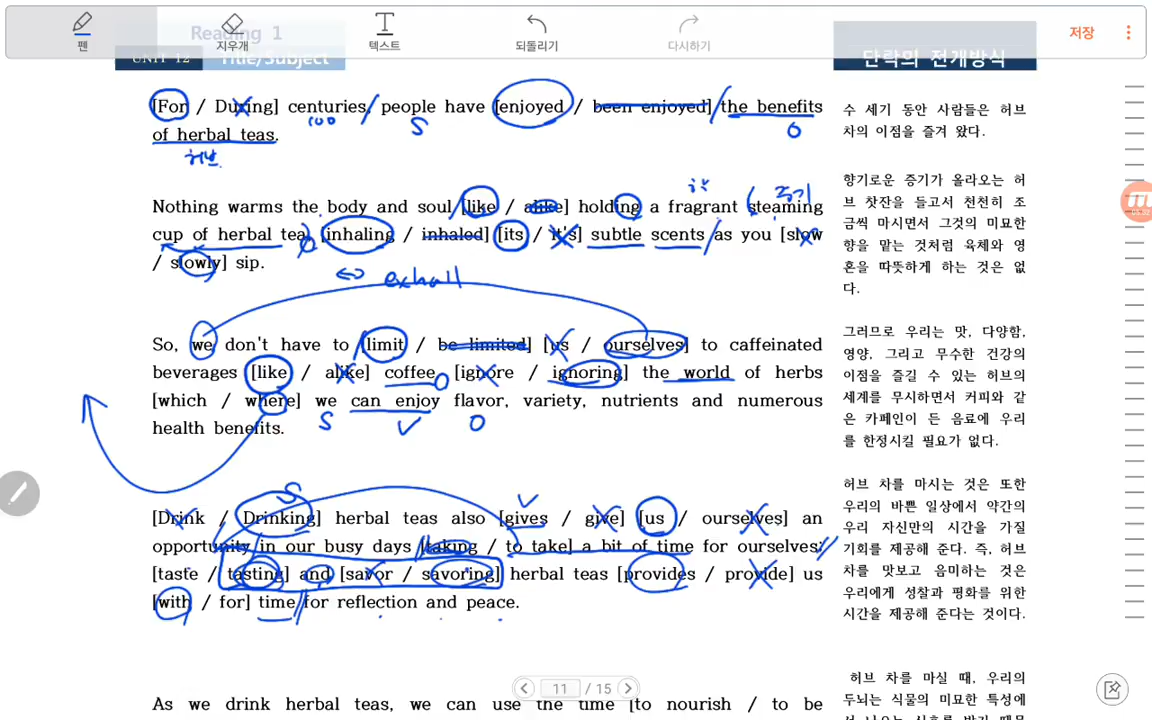 Reading 1
펜
지우개
텍스트
되돌리기
다시하기
저장
UNIT 12
Title/Subject
단락의 전개방식
[For / During] centuries, people have [enjoyed / been enjoyed] the benefits
100
S
O
of herbal teas.
허브
수 세기 동안 사람들은 허브
차의 이점을 즐겨 왔다.
증기
Nothing warms the body and soul [like / alike] holding a fragrant steaming
cup of herbal tea, [inhaling / inhaled] [its / it's] subtle scents as you [slow
/ slowly] sip.
exhall
향기로운 증기가 올라오는 허
브 찻잔을 들고서 천천히 조
금씩 마시면서 그것의 미묘한
향을 맡는 것처럼 육체와 영
혼을 따뜻하게 하는 것은 없
다.
So, we don't have to [limit / be limited] [us / ourselves] to caffeinated
beverages [like / alike] coffee, [ignore / ignoring] the world of herbs
[which / where] we can enjoy flavor, variety, nutrients and numerous
health benefits.
S
V
O
그러므로 우리는 맛, 다양함,
영양, 그리고 무수한 건강의
이점을 즐길 수 있는 허브의
세계를 무시하면서 커피와 같
은 카페인이 든 음료에 우리
를 한정시킬 필요가 없다.
S
V
[Drink / Drinking] herbal teas also [gives / give] [us / ourselves] an
opportunity in our busy days [taking / to take] a bit of time for ourselves;
[taste / tasting] and [savor / savoring] herbal teas [provides / provide] us
[with / for] time for reflection and peace.
허브 차를 마시는 것은 또한
우리의 바쁜 일상에서 약간의
우리 자신만의 시간을 가질
기회를 제공해 준다. 즉, 허브
차를 맛보고 음미하는 것은
우리에게 성찰과 평화를 위한
시간을 제공해 준다는 것이다.
As we drink herbal teas, we can use the time [to nourish / to be
허브 차를 마실 때, 우리의
두뇌는 식물의 미묘한 특성에
11 / 15